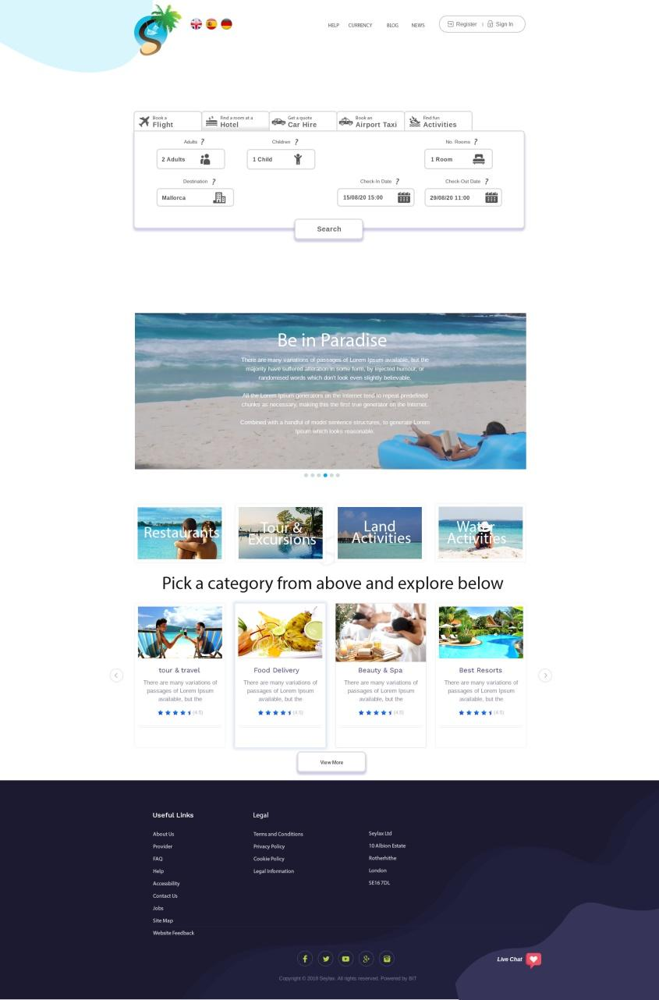 HELP CURRENCY BLOG NEWS Register | Sign In
Book a
Flight
Find a room at a
Hotel
Get a quote
Car Hire
Book an
Airport Taxi
Find fun
Activities
Adults ?
Children ?
No. Rooms ?
2 Adults
1 Child
1 Room
Destination ?
Check-In Date ?
Check-Out Date ?
Mallorca
15/08/20 15:00
29/08/20 11:00
Search
Be in Paradise
There are many variations of passages of Lorem Ipsum available, but the
majority have suffered alteration in some form, by injected humour, or
randomised words which don't look even slightly believable.
All the Lorem Ipsum generators on the Internet tend to repeat predefined
chunks as necessary, making this the first true generator on the Internet.
Combined with a handful of model sentence structures, to generate Lorem
Ipsum which looks reasonable.
Restaurants
Tour &
Excursions
Land
Activities
Water
Activities
Pick a category from above and explore below
tour & travel
There are many variations of
passages of Lorem Ipsum
available, but the
(4.5)
Food Delivery
There are many variations of
passages of Lorem Ipsum
available, but the
(4.5)
Beauty & Spa
There are many variations of
passages of Lorem Ipsum
available, but the
(4.5)
Best Resorts
There are many variations of
passages of Lorem Ipsum
available, but the
(4.5)
View More
Useful Links
About Us
Provider
FAQ
Help
Accessbility
Contact Us
Jobs
Site Map
Website Feedback
Legal
Terms and Conditions
Privacy Policy
Cookie Policy
Legal Information
Seylax Ltd
10 Albion Estate
Rotherhithe
London
SE16 7DL
Live Chat
Copyright © 2018 Seylax. All rights reserved. Powered by BIT